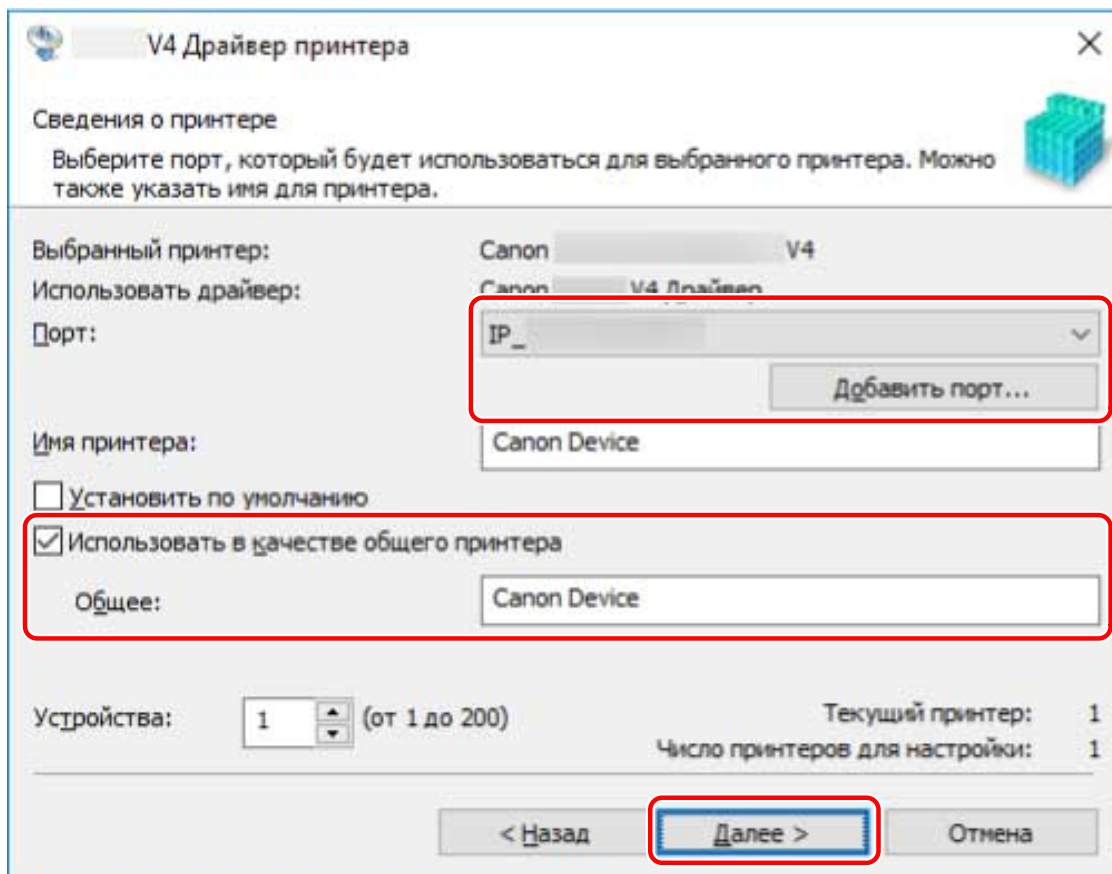 V4 Драйвер принтера
Сведения о принтере
Выберите порт, который будет использоваться для выбранного принтера. Можно
также указать имя для принтера.
Выбранный принтер: Canon V4
Использовать драйвер: Canon V4 Драйвер
Порт: IP_
Добавить порт...
Имя принтера: Canon Device
Установить по умолчанию
Использовать в качестве общего принтера
Общее: Canon Device
Устройства: 1 (от 1 до 200) Текущий принтер: 1
Число принтеров для настройки: 1
< Назад Далее > Отмена